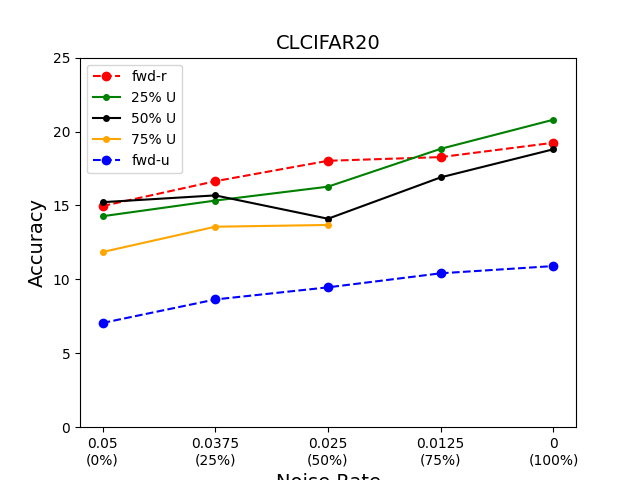 CLCIFAR20
25
20
15
10
5
0
Accuracy
fwd-r
25% U
50% U
75% U
fwd-u
0.05 0.0375 0.025 0.0125 0
(0%) (25%) (50%) (75%) (100%)
Noise Rate